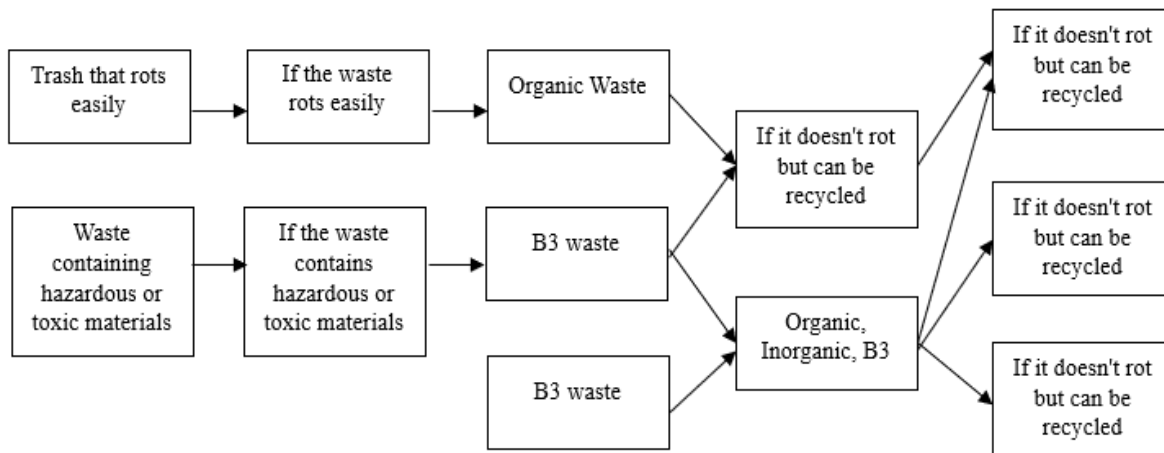 Trash that rots
easily
If the waste
rots easily
Organic Waste
If it doesn't rot
but can be
recycled
If it doesn't rot
but can be
recycled
Waste
containing
hazardous or
toxic materials
If the waste
contains
hazardous or
toxic materials
B3 waste
B3 waste
Organic,
Inorganic, B3
If it doesn't rot
but can be
recycled
If it doesn't rot
but can be
recycled